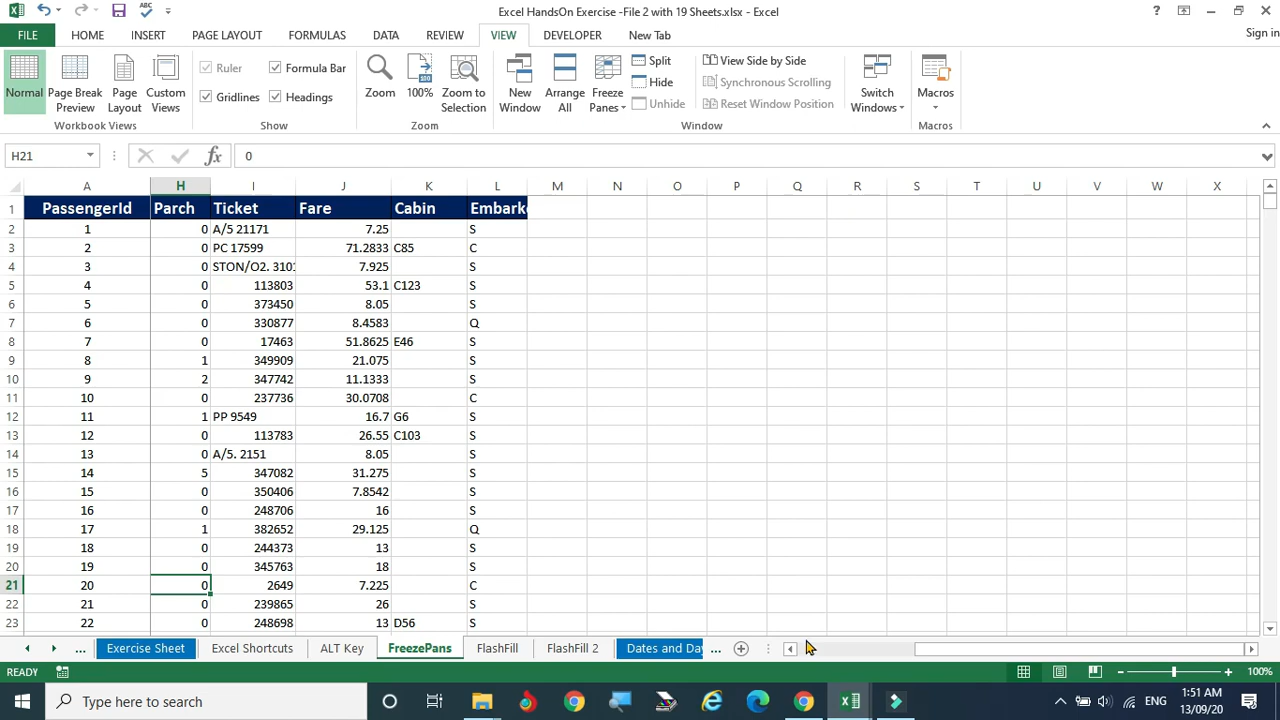 Excel HandsOn Exercise -File 2 with 19 Sheets.xlsx - Excel
ABC
?
FILE HOME INSERT PAGE LAYOUT FORMULAS DATA REVIEW VIEW DEVELOPER New Tab Sign in
Normal Page Break Preview Page Layout Custom Views
Ruler Formula Bar
Gridlines Headings
Zoom 100% Zoom to Selection
New Window Arrange All Freeze Panes
Split
Hide
Unhide
View Side by Side
Synchronous Scrolling
Reset Window Position
Switch Windows
Macros
Workbook Views Show Zoom Window Macros
H21 fx 0
A H I J K L M N O P Q R S T U V W X
1 PassengerId Parch Ticket Fare Cabin Embark
2 1 0 A/5 21171 7.25 S
3 2 0 PC 17599 71.2833 C85 C
4 3 0 STON/O2. 310 7.925 S
5 4 0 113803 53.1 C123 S
6 5 0 373450 8.05 S
7 6 0 330877 8.4583 Q
8 7 0 17463 51.8625 E46 S
9 8 1 349909 21.075 S
10 9 2 347742 11.1333 S
11 10 0 237736 30.0708 C
12 11 1 PP 9549 16.7 G6 S
13 12 0 113783 26.55 C103 S
14 13 0 A/5. 2151 8.05 S
15 14 5 347082 31.275 S
16 15 0 350406 7.8542 S
17 16 0 248706 16 S
18 17 1 382652 29.125 Q
19 18 0 244373 13 S
20 19 0 345763 18 S
21 20 0 2649 7.225 C
22 21 0 239865 26 S
23 22 0 248698 13 D56 S
... Exercise Sheet Excel Shortcuts ALT Key FreezePans FlashFill FlashFill 2 Dates and Day ...
READY 100%
Type here to search
ENG
1:51 AM
13/09/20